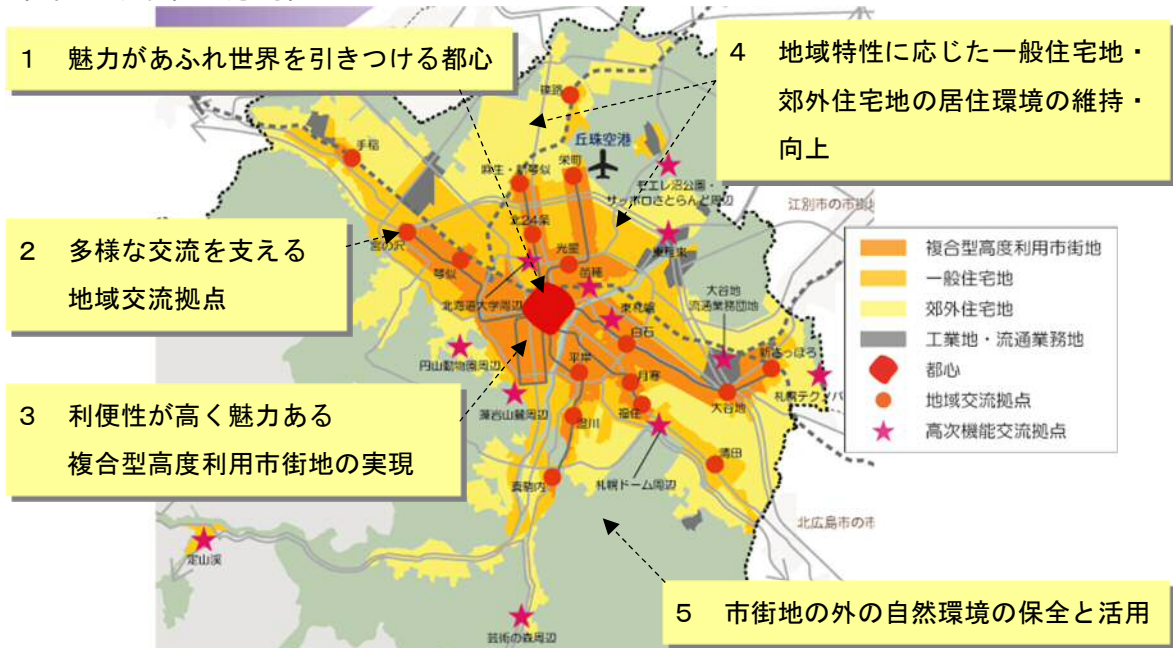 1 魅力があふれ世界を引きつける都心
4 地域特性に応じた一般住宅地・
郊外住宅地の居住環境の維持・
向上
2 多様な交流を支える
地域交流拠点
3 利便性が高く魅力ある
複合型高度利用市街地の実現
5 市街地の外の自然環境の保全と活用
篠路
丘珠空港
手稲
麻生・新琴似
栄町
モエレ沼公園・
サッポロさとらんど周辺
江別市の市街
北24条
光星
宮の沢
琴似
苗穂
東雁来
北海道大学周辺
東札幌
大谷地
流通業務団地
白石
新さっぽろ
円山動物園周辺
平岸
月寒
大谷地
札幌テクノパ
藻岩山麓周辺
澄川
福住
清田
真駒内
札幌ドーム周辺
北広島市の市
定山渓
芸術の森周辺
複合型高度利用市街地
一般住宅地
郊外住宅地
工業地・流通業務地
都心
地域交流拠点
高次機能交流拠点